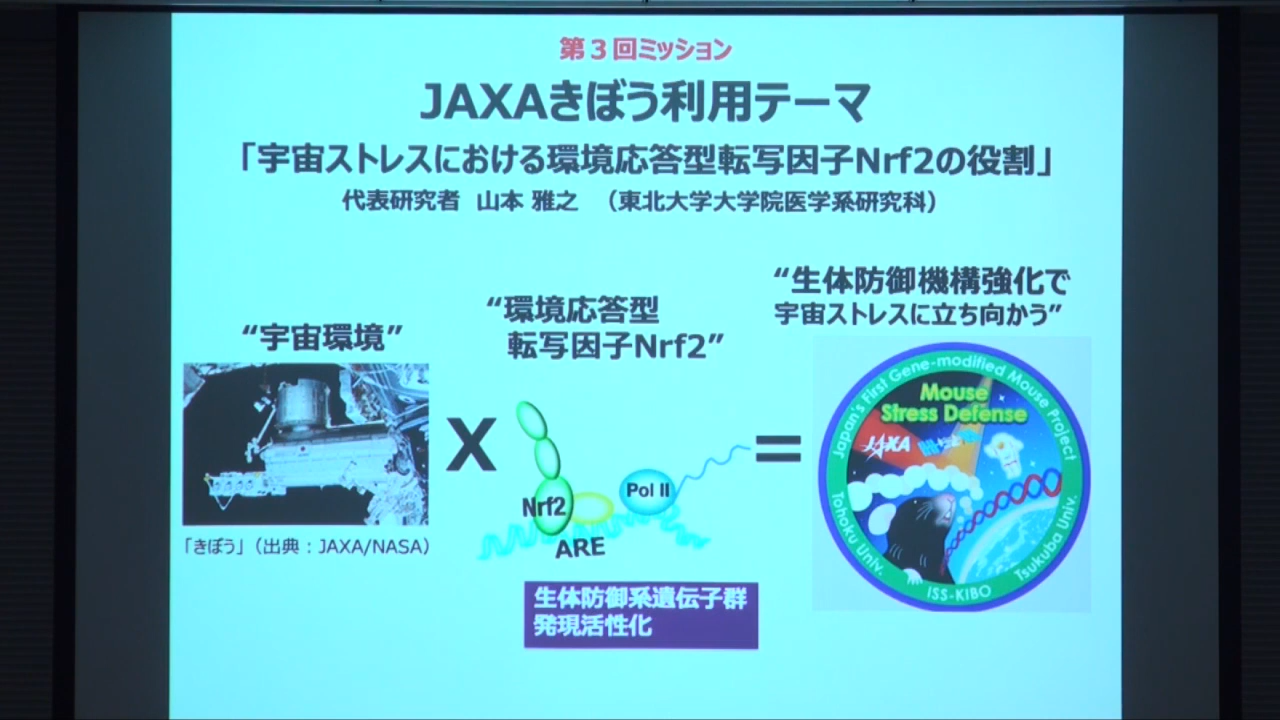 第3回ミッション
JAXAきぼう利用テーマ
「宇宙ストレスにおける環境応答型転写因子Nrf2の役割」
代表研究者 山本 雅之 （東北大学大学院医学系研究科）
“宇宙環境”
「きぼう」（出典：JAXA/NASA）
X
“環境応答型
転写因子Nrf2”
Nrf2
Pol II
ARE
生体防御系遺伝子群
発現活性化
=
“生体防御機構強化で
宇宙ストレスに立ち向かう”
Japan's First Gene-modified Mouse Project
Mouse
Stress Defense
JAXA
Tohoku Univ.
ISS-KIBO
Tsukuba Univ.